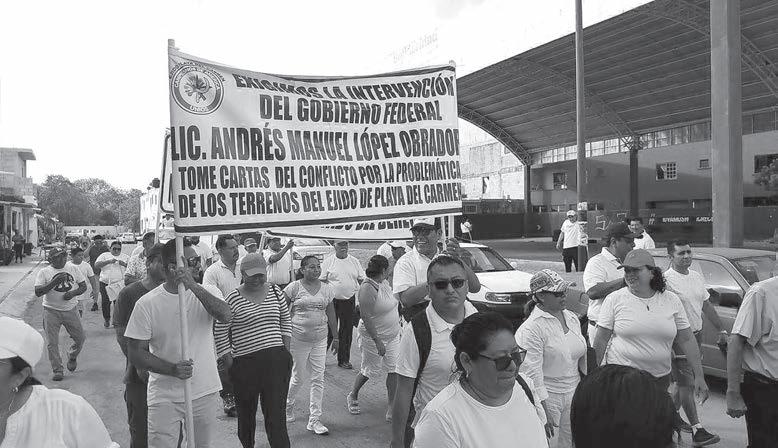 EXIGIMOS LA INTERVENCIÓN
DEL GOBIERNO FEDERAL
LIC. ANDRÉS MANUEL LÓPEZ OBRADOR
TOME CARTAS DEL CONFLICTO POR LA PROBLEMÁTICA
DE LOS TERRENOS DEL EJIDO DE PLAYA DEL CARMEN